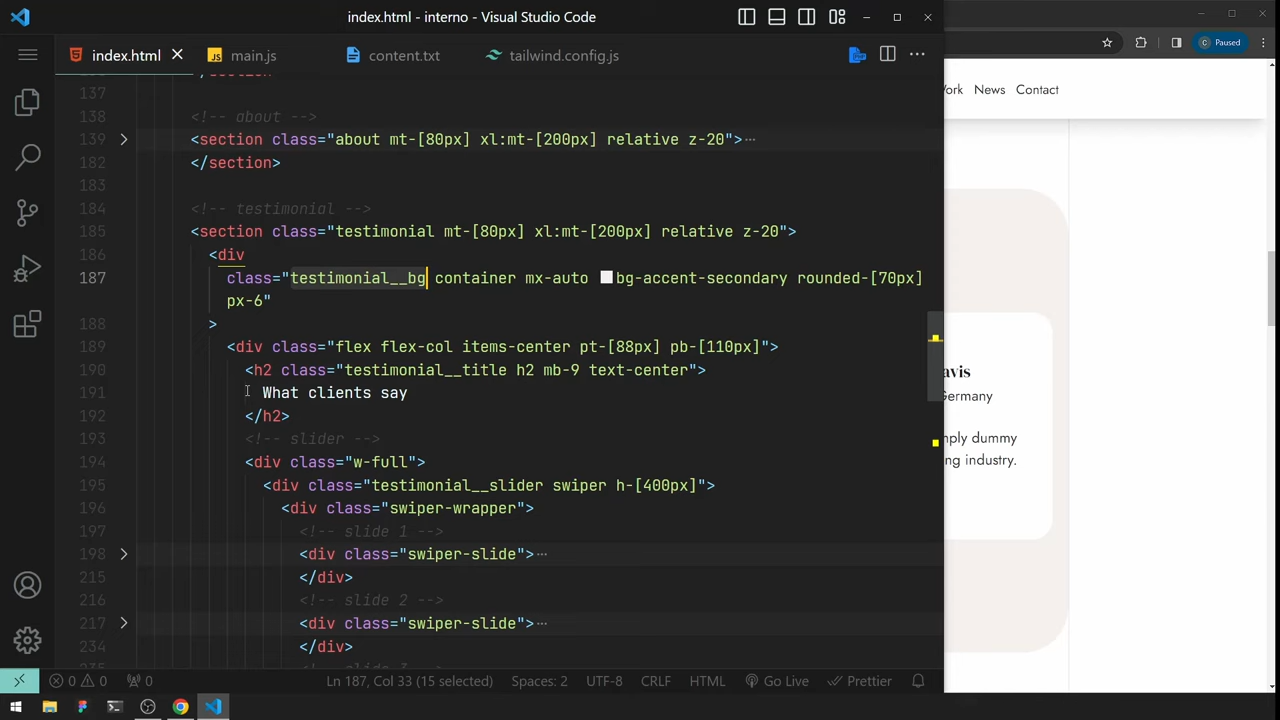 index.html - interno - Visual Studio Code
index.html
JS main.js
content.txt
tailwind.config.js
137
138 <!-- about -->
139 <section class="about mt-[80px] xl:mt-[200px] relative z-20">⋯
182 </section>
183
184 <!-- testimonial -->
185 <section class="testimonial mt-[80px] xl:mt-[200px] relative z-20">
186 <div
187 class="testimonial__bg container mx-auto bg-accent-secondary rounded-[70px]
px-6"
188 >
189 <div class="flex flex-col items-center pt-[88px] pb-[110px]">
190 <h2 class="testimonial__title h2 mb-9 text-center">
191 What clients say
192 </h2>
193 <!-- slider -->
194 <div class="w-full">
195 <div class="testimonial__slider swiper h-[400px]">
196 <div class="swiper-wrapper">
197 <!-- slide 1 -->
198 <div class="swiper-slide">⋯
215 </div>
216 <!-- slide 2 -->
217 <div class="swiper-slide">⋯
234 </div>
0 0 0
Ln 187, Col 33 (15 selected)
Spaces: 2
UTF-8
CRLF
HTML
Go Live
Prettier
C Paused
ork News Contact
avis
Germany
mply dummy
ng industry.